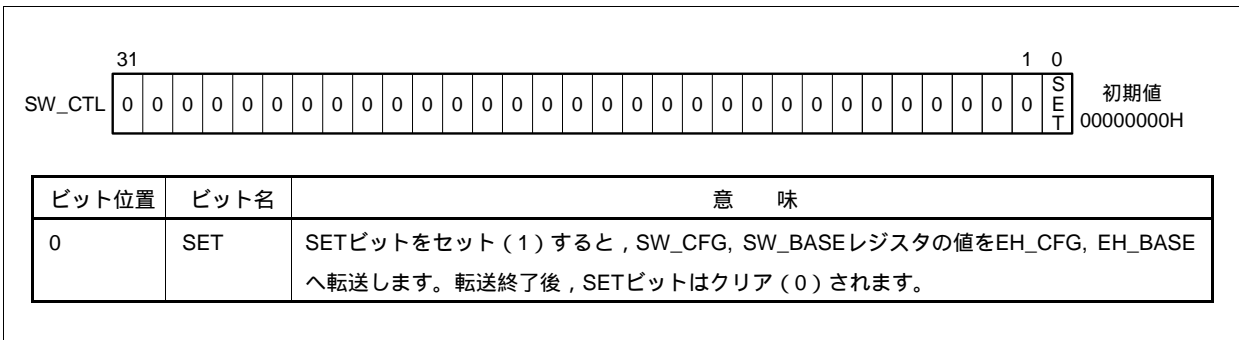 31 1 0
SW_CTL 0 0 0 0 0 0 0 0 0 0 0 0 0 0 0 0 0 0 0 0 0 0 0 0 0 0 0 0 0 0 0 SET 初期値
00000000H
ビット位置 ビット名 意 味
0 SET SETビットをセット（1）すると，SW_CFG, SW_BASEレジスタの値をEH_CFG, EH_BASE
へ転送します。転送終了後，SETビットはクリア（0）されます。